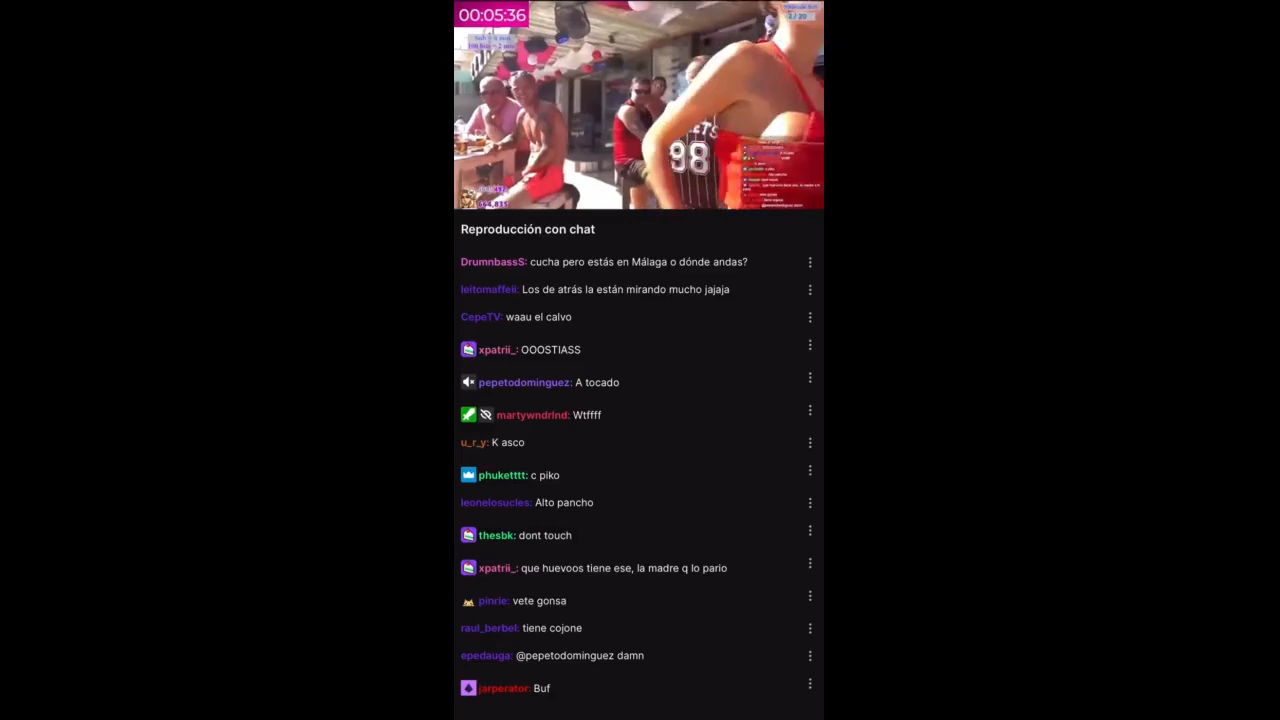 00:05:36
98
Reproducción con chat
DrumnbassS: cucha pero estás en Málaga o dónde andas?
leitomaffeii: Los de atrás la están mirando mucho jajaja
CepeTV: waau el calvo
xpatrii_: OOOSTIASS
pepetodominguez: A tocado
martywndrlnd: Wtffff
u_r_y: K asco
phuketttt: c piko
leonelosucles: Alto pancho
thesbk: dont touch
xpatrii_: que huevoos tiene ese, la madre q lo pario
pinrie: vete gonsa
raul_berbel: tiene cojone
epedauga: @pepetodominguez damn
jarperator: Buf